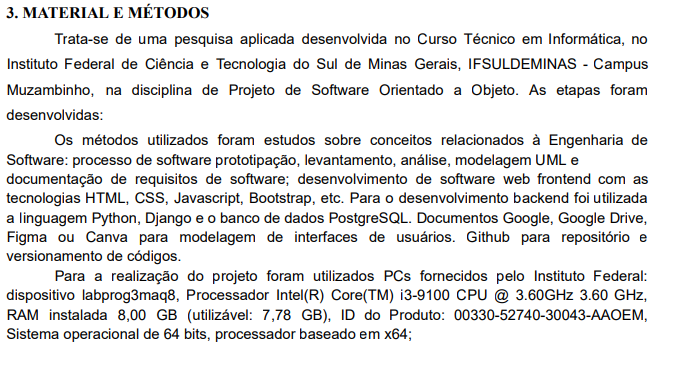 3. MATERIAL E MÉTODOS
Trata-se de uma pesquisa aplicada desenvolvida no Curso Técnico em Informática, no
Instituto Federal de Ciência e Tecnologia do Sul de Minas Gerais, IFSULDEMINAS - Campus
Muzambinho, na disciplina de Projeto de Software Orientado a Objeto. As etapas foram
desenvolvidas:
Os métodos utilizados foram estudos sobre conceitos relacionados à Engenharia de
Software: processo de software prototipação, levantamento, análise, modelagem UML e
documentação de requisitos de software; desenvolvimento de software web frontend com as
tecnologias HTML, CSS, Javascript, Bootstrap, etc. Para o desenvolvimento backend foi utilizada
a linguagem Python, Django e o banco de dados PostgreSQL. Documentos Google, Google Drive,
Figma ou Canva para modelagem de interfaces de usuários. Github para repositório e
versionamento de códigos.
Para a realização do projeto foram utilizados PCs fornecidos pelo Instituto Federal:
dispositivo labprog3maq8, Processador Intel(R) Core(TM) i3-9100 CPU @ 3.60GHz 3.60 GHz,
RAM instalada 8,00 GB (utilizável: 7,78 GB), ID do Produto: 00330-52740-30043-AAOEM,
Sistema operacional de 64 bits, processador baseado em x64;